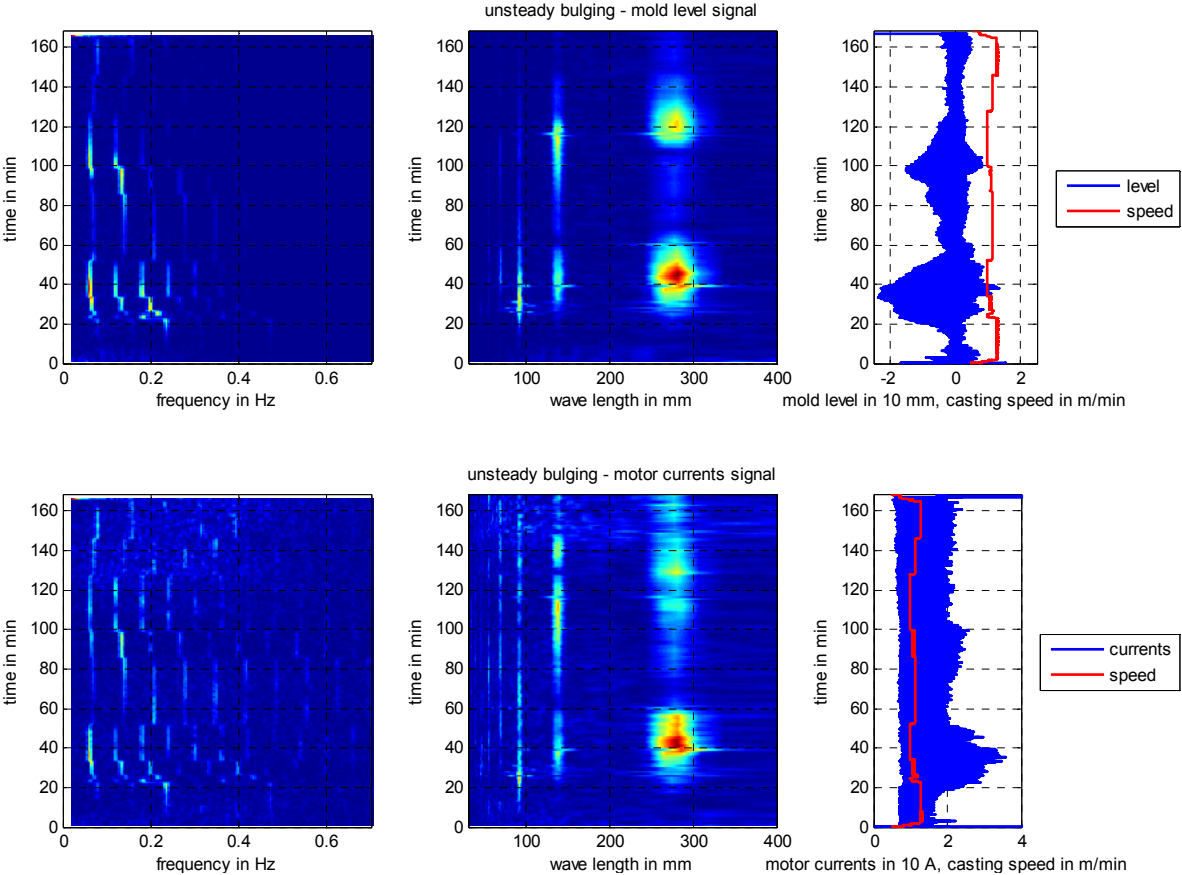 unsteady bulging - mold level signal
time in min
160
140
120
100
80
60
40
20
0
0 0.2 0.4 0.6
frequency in Hz
time in min
160
140
120
100
80
60
40
20
0
100 200 300 400
wave length in mm
time in min
160
140
120
100
80
60
40
20
0
-2 0 2
mold level in 10 mm, casting speed in m/min
level
speed
unsteady bulging - motor currents signal
time in min
160
140
120
100
80
60
40
20
0
0 0.2 0.4 0.6
frequency in Hz
time in min
160
140
120
100
80
60
40
20
0
100 200 300 400
wave length in mm
time in min
160
140
120
100
80
60
40
20
0
0 2 4
motor currents in 10 A, casting speed in m/min
currents
speed